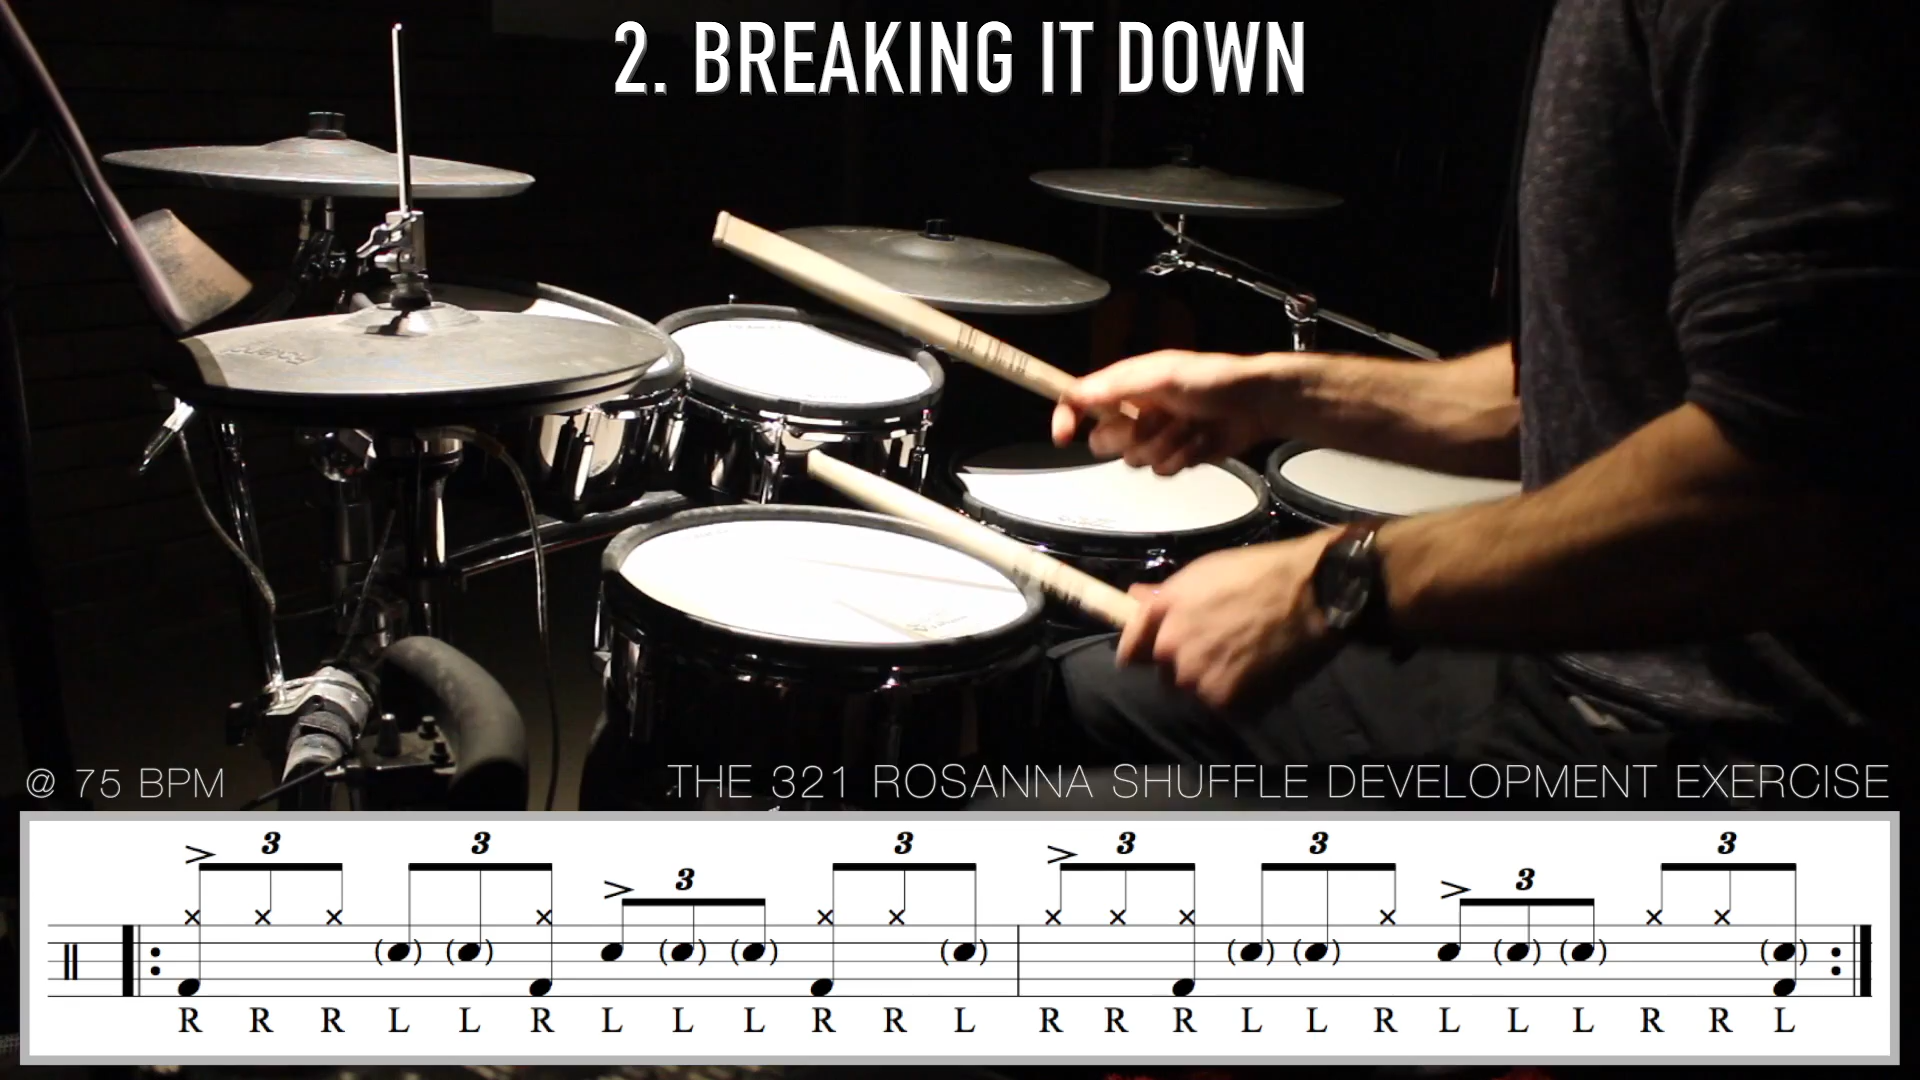 2. BREAKING IT DOWN
@ 75 BPM
THE 321 ROSANNA SHUFFLE DEVELOPMENT EXERCISE
3 3 3 3 3 3 3 3
R R R L L R L L L R R L R R R L L R L L L R R L